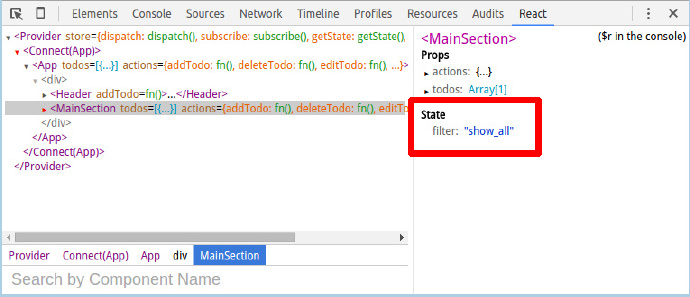 Elements Console Sources Network Timeline Profiles Resources Audits React
<Provider store={dispatch: dispatch(), subscribe: subscribe(), getState: getState(),
<Connect(App)>
<App todos=[{…}] actions={addTodo: fn(), deleteTodo: fn(), editTodo: fn(), …}>
<div>
<Header addTodo=fn()>…</Header>
<MainSection todos=[{…}] actions={addTodo: fn(), deleteTodo: fn(), editTo
</div>
</App>
</Connect(App)>
</Provider>
Provider Connect(App) App div MainSection
Search by Component Name
<MainSection> ($r in the console)
Props
actions: {…}
todos: Array[1]
State
filter: "show_all"